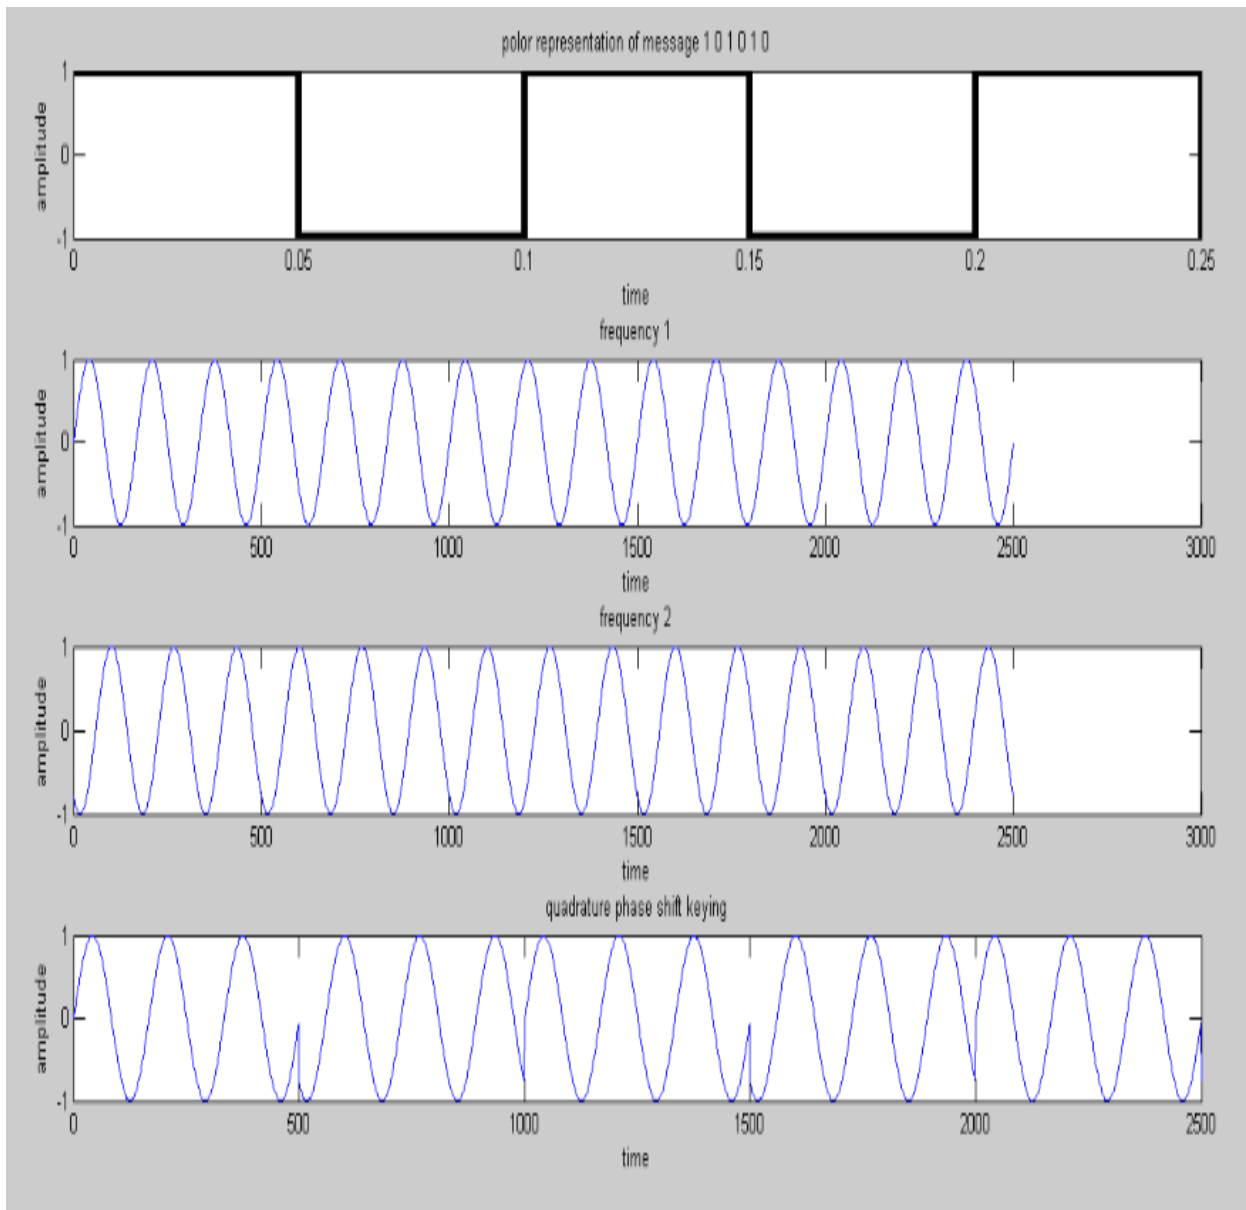 polor representation of message 1 0 1 0 1 0
1
0
-1
amplitude
0 0.05 0.1 0.15 0.2 0.25
time
frequency 1
1
0
-1
amplitude
0 500 1000 1500 2000 2500 3000
time
frequency 2
1
0
-1
amplitude
0 500 1000 1500 2000 2500 3000
time
quadrature phase shift keying
1
0
-1
amplitude
0 500 1000 1500 2000 2500
time